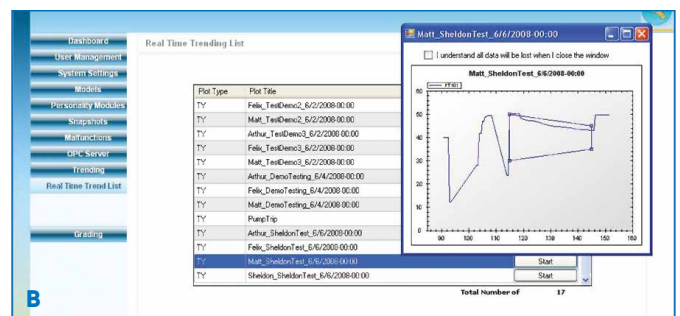 Dashboard
User Management
System Settings
Models
Personality Modules
Snapshots
Malfunctions
OPC Server
Trending
Real Time Trend List
Grading
Real Time Trending List
Plot Type Plot Title
TY Felix_TestDemo2_6/2/2008-00:00
TY Matt_TestDemo2_6/2/2008-00:00
TY Arthur_TestDemo3_6/2/2008-00:00
TY Felix_TestDemo3_6/2/2008-00:00
TY Matt_TestDemo3_6/2/2008-00:00
TY Arthur_DemoTesting_6/4/2008-00:00
TY Felix_DemoTesting_6/4/2008-00:00
TY Matt_DemoTesting_6/4/2008-00:00
TY PumpTrip
TY Arthur_SheldonTest_6/6/2008-00:00
TY Felix_SheldonTest_6/6/2008-00:00
TY Matt_SheldonTest_6/6/2008-00:00 Start
TY Sheldon_SheldonTest_6/6/2008-00:00 Start
Total Number of 17
Matt_SheldonTest_6/6/2008-00:00
I understand all data will be lost when I close the window
Matt_SheldonTest_6/6/2008-00:00
60
50
40
30
20
10
0
90 100 110 120 130 140 150 160
B